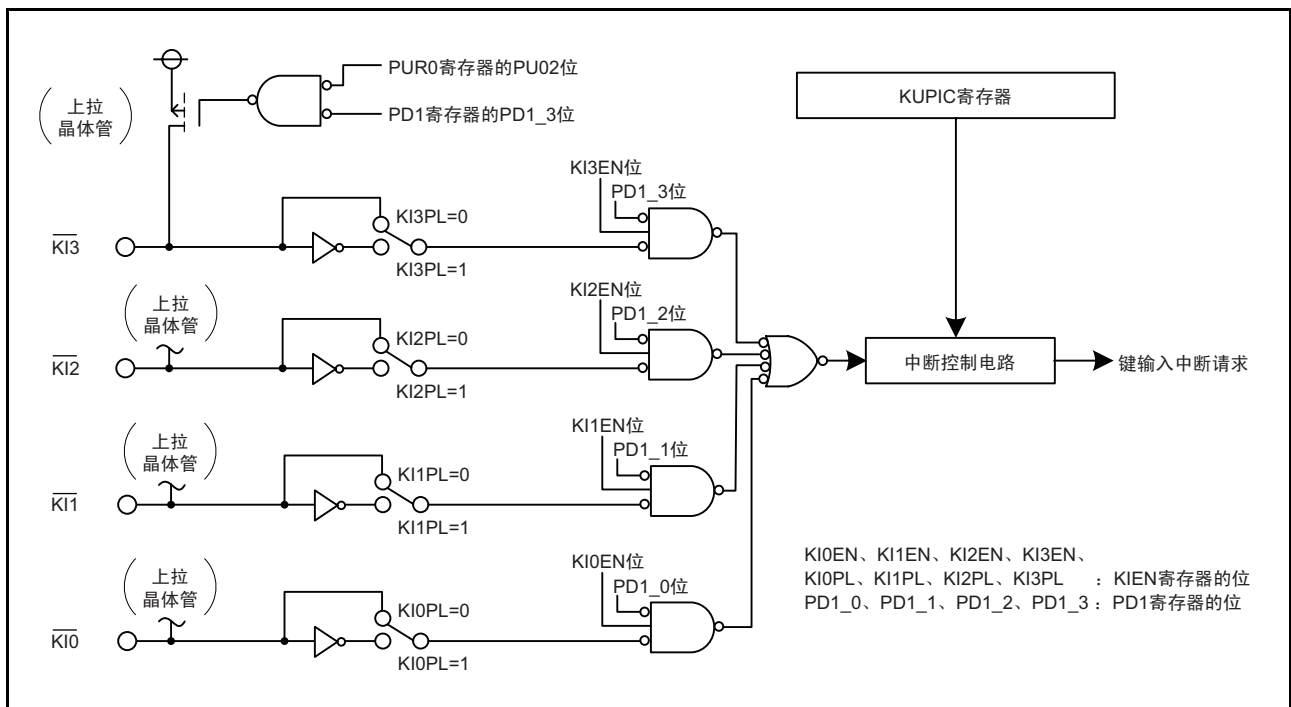 PUR0寄存器的PU02位
PD1寄存器的PD1_3位
上拉
晶体管
KUPIC寄存器
KI3EN位
PD1_3位
KI3PL=0
KI3
KI3PL=1
上拉
晶体管
KI2EN位
PD1_2位
KI2PL=0
KI2
KI2PL=1
中断控制电路
键输入中断请求
上拉
晶体管
KI1EN位
PD1_1位
KI1PL=0
KI1
KI1PL=1
上拉
晶体管
KI0EN位
PD1_0位
KI0PL=0
KI0
KI0PL=1
KI0EN、KI1EN、KI2EN、KI3EN、
KI0PL、KI1PL、KI2PL、KI3PL ：KIEN寄存器的位
PD1_0、PD1_1、PD1_2、PD1_3：PD1寄存器的位